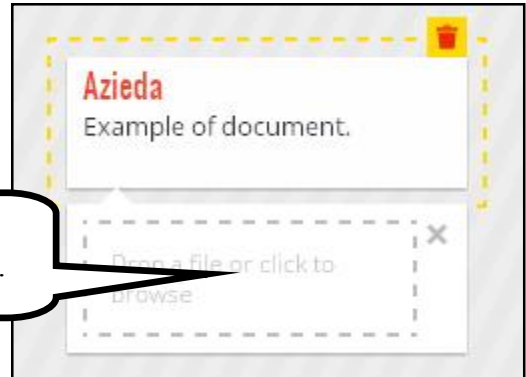 Azieda
Example of document.
Drop a file or click to
browse
.